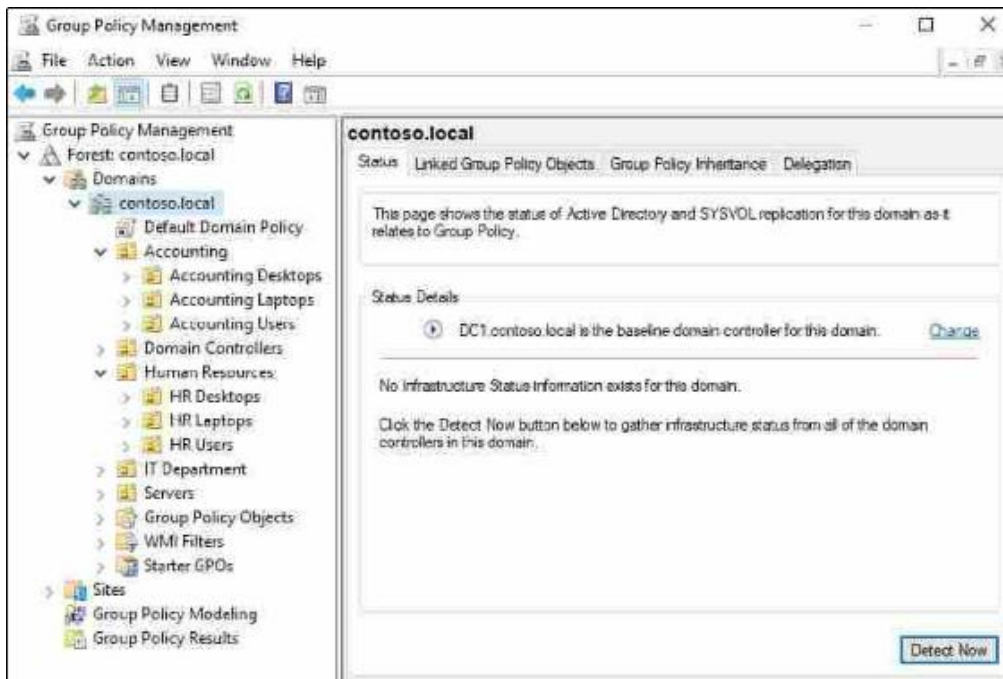 Group Policy Management
File Action View Window Help
Group Policy Management
Forest: contoso.local
Domains
contoso.local
Default Domain Policy
Accounting
Accounting Desktops
Accounting Laptops
Accounting Users
Domain Controllers
Human Resources
HR Desktops
HR Laptops
HR Users
IT Department
Servers
Group Policy Objects
WMI Filters
Starter GPOs
Sites
Group Policy Modeling
Group Policy Results
contoso.local
Status Linked Group Policy Objects Group Policy Inheritance Delegation
This page shows the status of Active Directory and SYSVOL replication for this domain as it
relates to Group Policy.
Status Details
DC1.contoso.local is the baseline domain controller for this domain. Change
No Infrastructure Status information exists for this domain.
Click the Detect Now button below to gather infrastructure status from all of the domain
controllers in this domain.
Detect Now